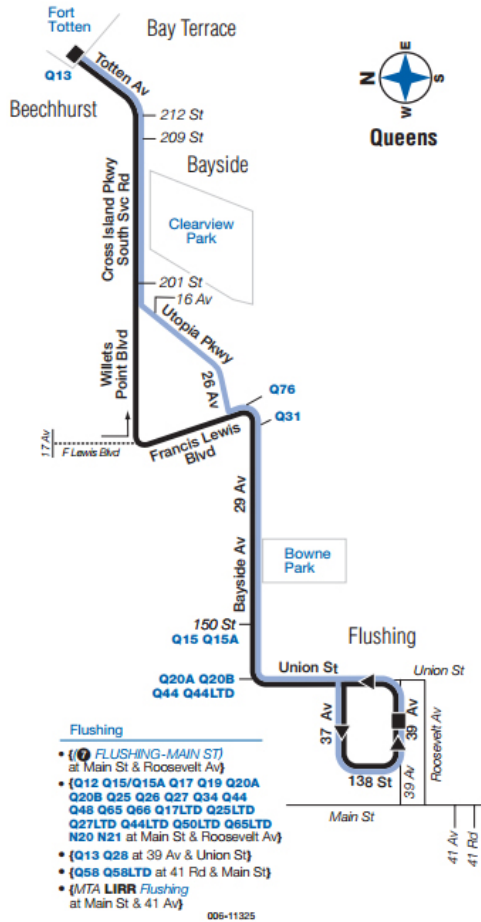 Fort
Totten
Bay Terrace
Q13
Totten Av
Beechhurst
N
E
S
W
Queens
212 St
209 St
Bayside
Cross Island Pkwy
South Svc Rd
Clearview
Park
201 St
16 Av
Utopia Pkwy
Willets
Point Blvd
26 Av
Q76
Q31
17 Av
F Lewis Blvd
Francis Lewis
Blvd
29 Av
Bayside Av
Bowne
Park
150 St
Q15 Q15A
Flushing
Q20A Q20B
Q44 Q44LTD
Union St
Union St
37 Av
39 Av
39 Av
Roosevelt Av
138 St
Main St
41 Av
41 Rd
Flushing
• {(7 FLUSHING-MAIN ST)
at Main St & Roosevelt Av}
• {Q12 Q15/Q15A Q17 Q19 Q20A
Q20B Q25 Q26 Q27 Q34 Q44
Q48 Q65 Q66 Q17LTD Q25LTD
Q27LTD Q44LTD Q50LTD Q65LTD
N20 N21 at Main St & Roosevelt Av}
• {Q13 Q28 at 39 Av & Union St}
• {Q58 Q58LTD at 41 Rd & Main St}
• {MTA LIRR Flushing
at Main St & 41 Av}
006-11325